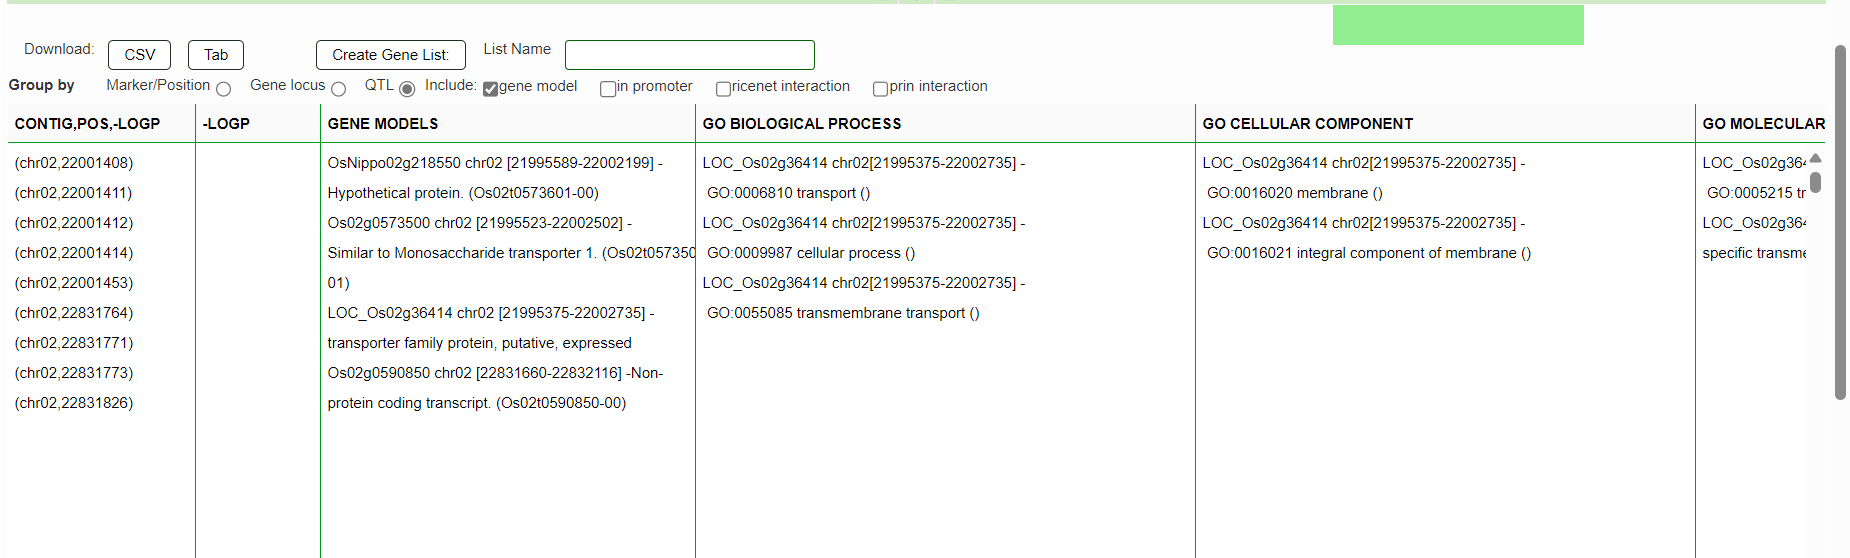 Download: CSV Tab Create Gene List: List Name
Group by Marker/Position Gene locus QTL Include: gene model in promoter ricenet interaction prin interaction
CONTIG,POS,-LOGP -LOGP GENE MODELS GO BIOLOGICAL PROCESS GO CELLULAR COMPONENT GO MOLECULAR
(chr02,22001408)
(chr02,22001411)
(chr02,22001412)
(chr02,22001414)
(chr02,22001453)
(chr02,22831764)
(chr02,22831771)
(chr02,22831773)
(chr02,22831826)
OsNippo02g218550 chr02 [21995589-22002199] -
Hypothetical protein. (Os02t0573601-00)
Os02g0573500 chr02 [21995523-22002502] -
Similar to Monosaccharide transporter 1. (Os02t057350
01)
LOC_Os02g36414 chr02 [21995375-22002735] -
transporter family protein, putative, expressed
Os02g0590850 chr02 [22831660-22832116] -Non-
protein coding transcript. (Os02t0590850-00)
LOC_Os02g36414 chr02[21995375-22002735] -
GO:0006810 transport ()
LOC_Os02g36414 chr02[21995375-22002735] -
GO:0009987 cellular process ()
LOC_Os02g36414 chr02[21995375-22002735] -
GO:0055085 transmembrane transport ()
LOC_Os02g36414 chr02[21995375-22002735] -
GO:0016020 membrane ()
LOC_Os02g36414 chr02[21995375-22002735] -
GO:0016021 integral component of membrane ()
LOC_Os02g36
GO:0005215 tr
LOC_Os02g36
specific transm